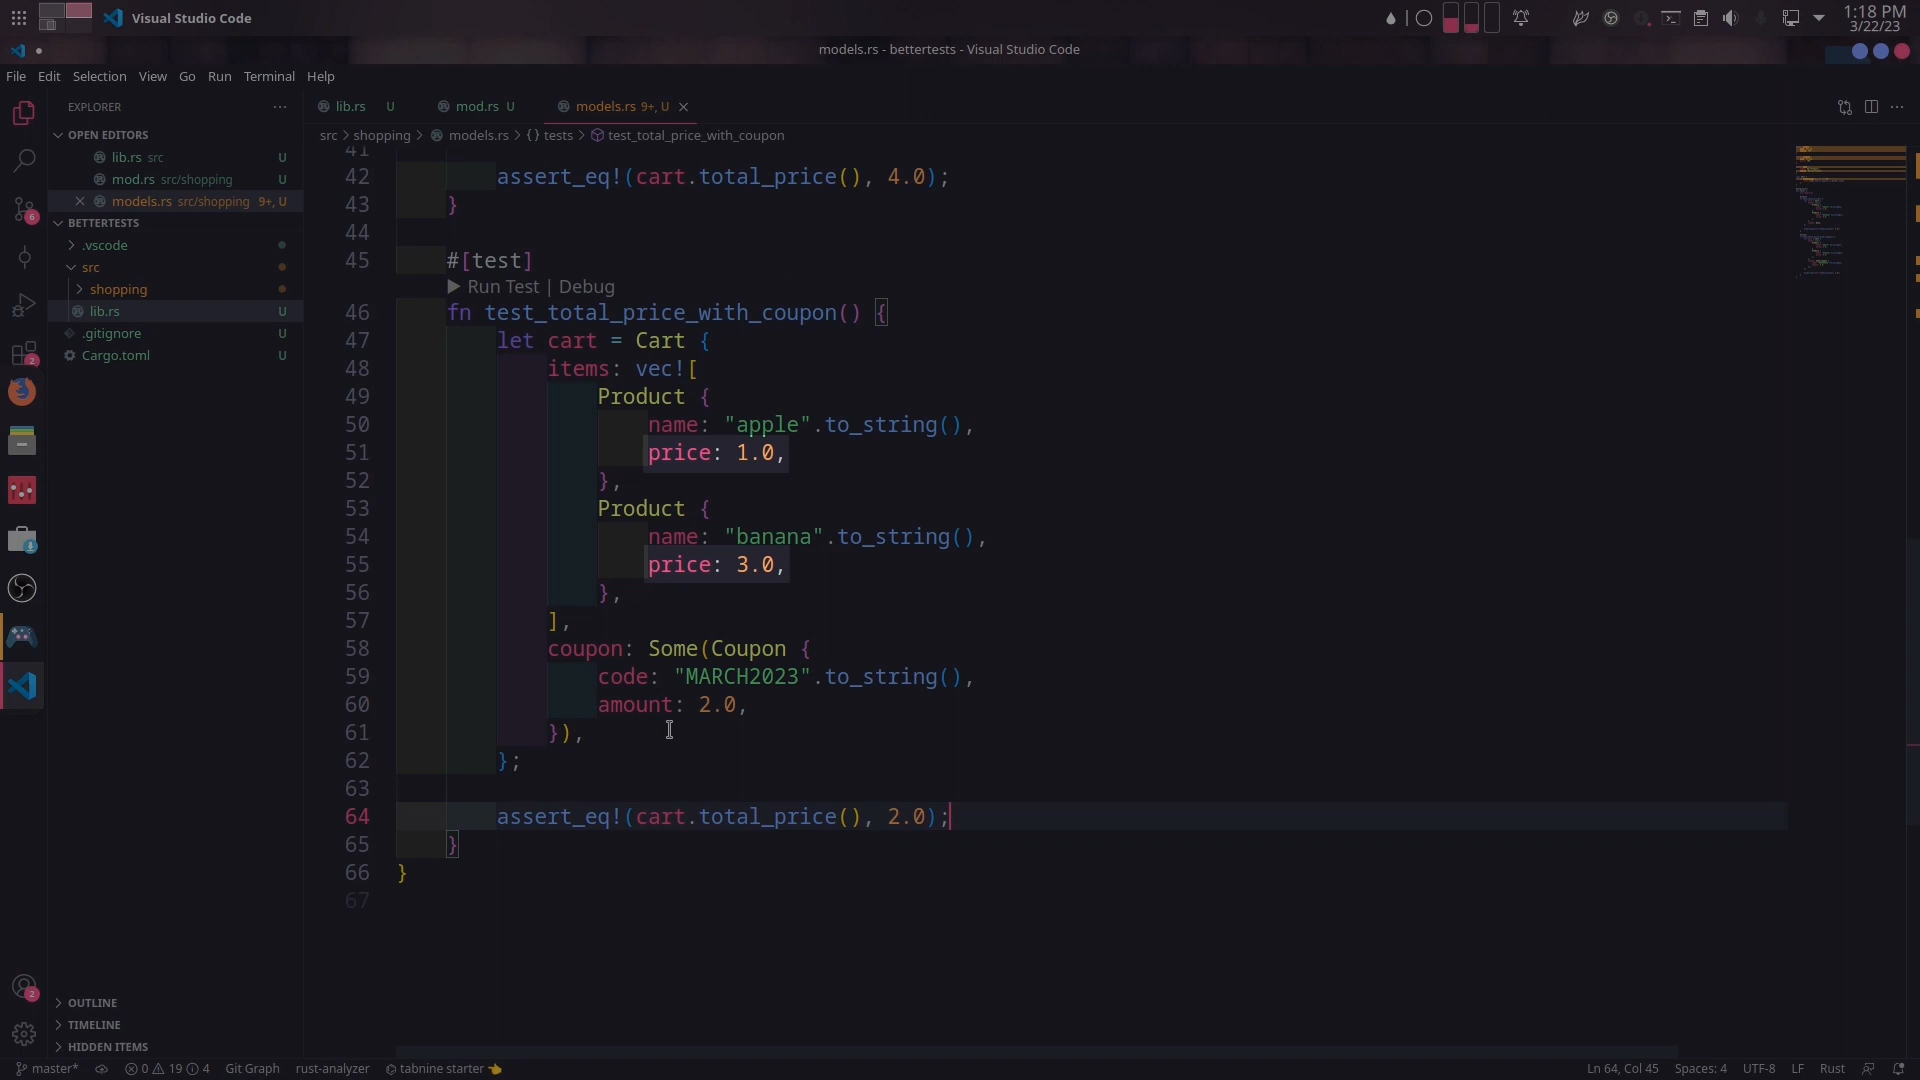 Visual Studio Code
1:18 PM
3/22/23
models.rs - bettertests - Visual Studio Code
File Edit Selection View Go Run Terminal Help
EXPLORER
OPEN EDITORS
lib.rs src U
mod.rs src/shopping U
models.rs src/shopping 9+, U
BETTERTESTS
.vscode
src
shopping
lib.rs U
.gitignore U
Cargo.toml U
OUTLINE
TIMELINE
HIDDEN ITEMS
6
2
2
lib.rs U mod.rs U models.rs 9+, U
src > shopping > models.rs > {} tests > test_total_price_with_coupon
41
42 assert_eq!(cart.total_price(), 4.0);
43 }
44
45 #[test]
Run Test | Debug
46 fn test_total_price_with_coupon() {
47 let cart = Cart {
48 items: vec![
49 Product {
50 name: "apple".to_string(),
51 price: 1.0,
52 },
53 Product {
54 name: "banana".to_string(),
55 price: 3.0,
56 },
57 ],
58 coupon: Some(Coupon {
59 code: "MARCH2023".to_string(),
60 amount: 2.0,
61 }),
62 };
63
64 assert_eq!(cart.total_price(), 2.0);
65 }
66 }
67
master* 0 19 4 Git Graph rust-analyzer tabnine starter Ln 64, Col 45 Spaces: 4 UTF-8 LF Rust